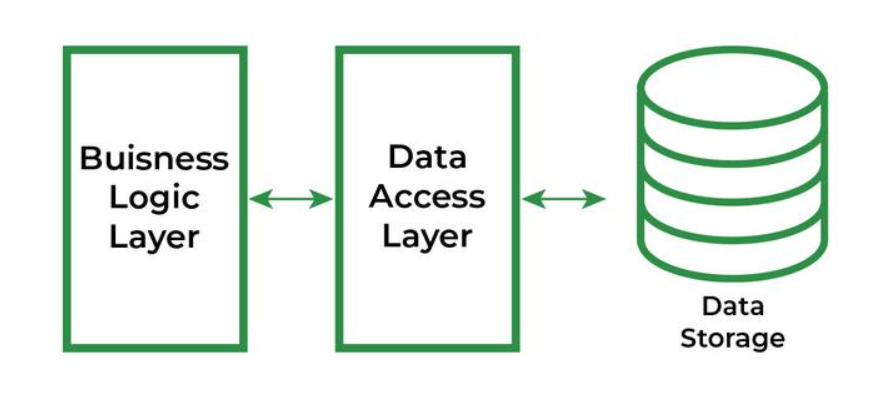 Buisness
Logic
Layer
Data
Access
Layer
Data
Storage